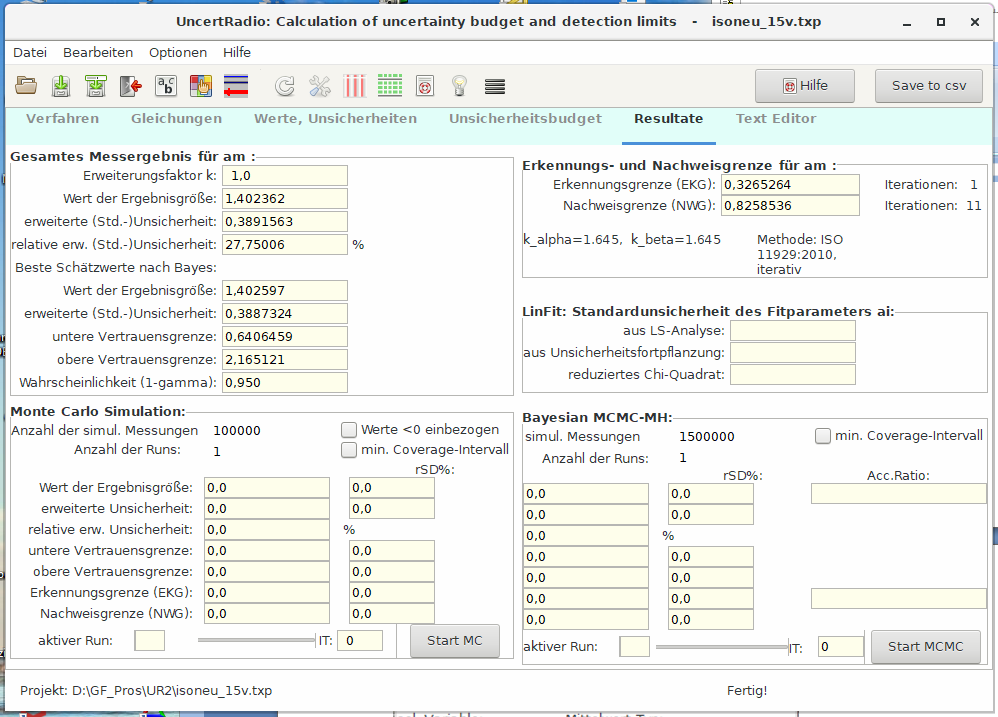 UncertRadio: Calculation of uncertainty budget and detection limits - isoneu_15v.txp
Datei Bearbeiten Optionen Hilfe
Hilfe Save to csv
Verfahren Gleichungen Werte, Unsicherheiten Unsicherheitsbudget Resultate Text Editor
Gesamtes Messergebnis für am :
Erweiterungsfaktor k: 1,0
Wert der Ergebnisgröße: 1,402362
erweiterte (Std.-)Unsicherheit: 0,3891563
relative erw. (Std.-)Unsicherheit: 27,75006 %
Beste Schätzwerte nach Bayes:
Wert der Ergebnisgröße: 1,402597
erweiterte (Std.-)Unsicherheit: 0,3887324
untere Vertrauensgrenze: 0,6406459
obere Vertrauensgrenze: 2,165121
Wahrscheinlichkeit (1-gamma): 0,950
Erkennungs- und Nachweisgrenze für am :
Erkennungsgrenze (EKG): 0,3265264 Iterationen: 1
Nachweisgrenze (NWG): 0,8258536 Iterationen: 11
k_alpha=1.645, k_beta=1.645 Methode: ISO
11929:2010,
iterativ
LinFit: Standardunsicherheit des Fitparameters ai:
aus LS-Analyse:
aus Unsicherheitsfortpflanzung:
reduziertes Chi-Quadrat:
Monte Carlo Simulation:
Anzahl der simul. Messungen 100000 Werte <0 einbezogen
Anzahl der Runs: 1 min. Coverage-Intervall
rSD%:
Wert der Ergebnisgröße: 0,0 0,0
erweiterte Unsicherheit: 0,0 0,0
relative erw. Unsicherheit: 0,0 %
untere Vertrauensgrenze: 0,0 0,0
obere Vertrauensgrenze: 0,0 0,0
Erkennungsgrenze (EKG): 0,0 0,0
Nachweisgrenze (NWG): 0,0 0,0
aktiver Run: IT: 0 Start MC
Bayesian MCMC-MH:
simul. Messungen 1500000 min. Coverage-Intervall
Anzahl der Runs: 1
rSD%: Acc.Ratio:
0,0 0,0
0,0 0,0
0,0 %
0,0 0,0
0,0 0,0
0,0 0,0
0,0 0,0
aktiver Run: IT: 0 Start MCMC
Projekt: D:\GF_Pros\UR2\isoneu_15v.txp Fertig!